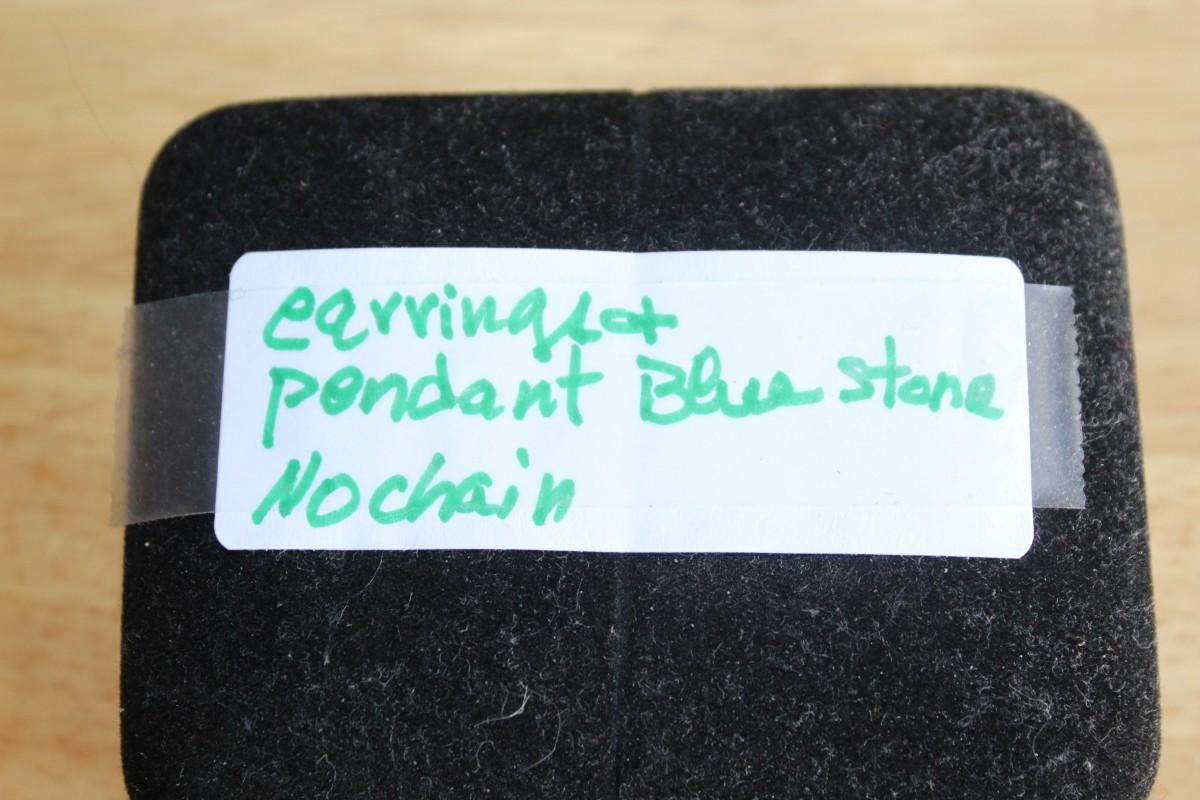 earrings +
pendant Blue Stone
No chain